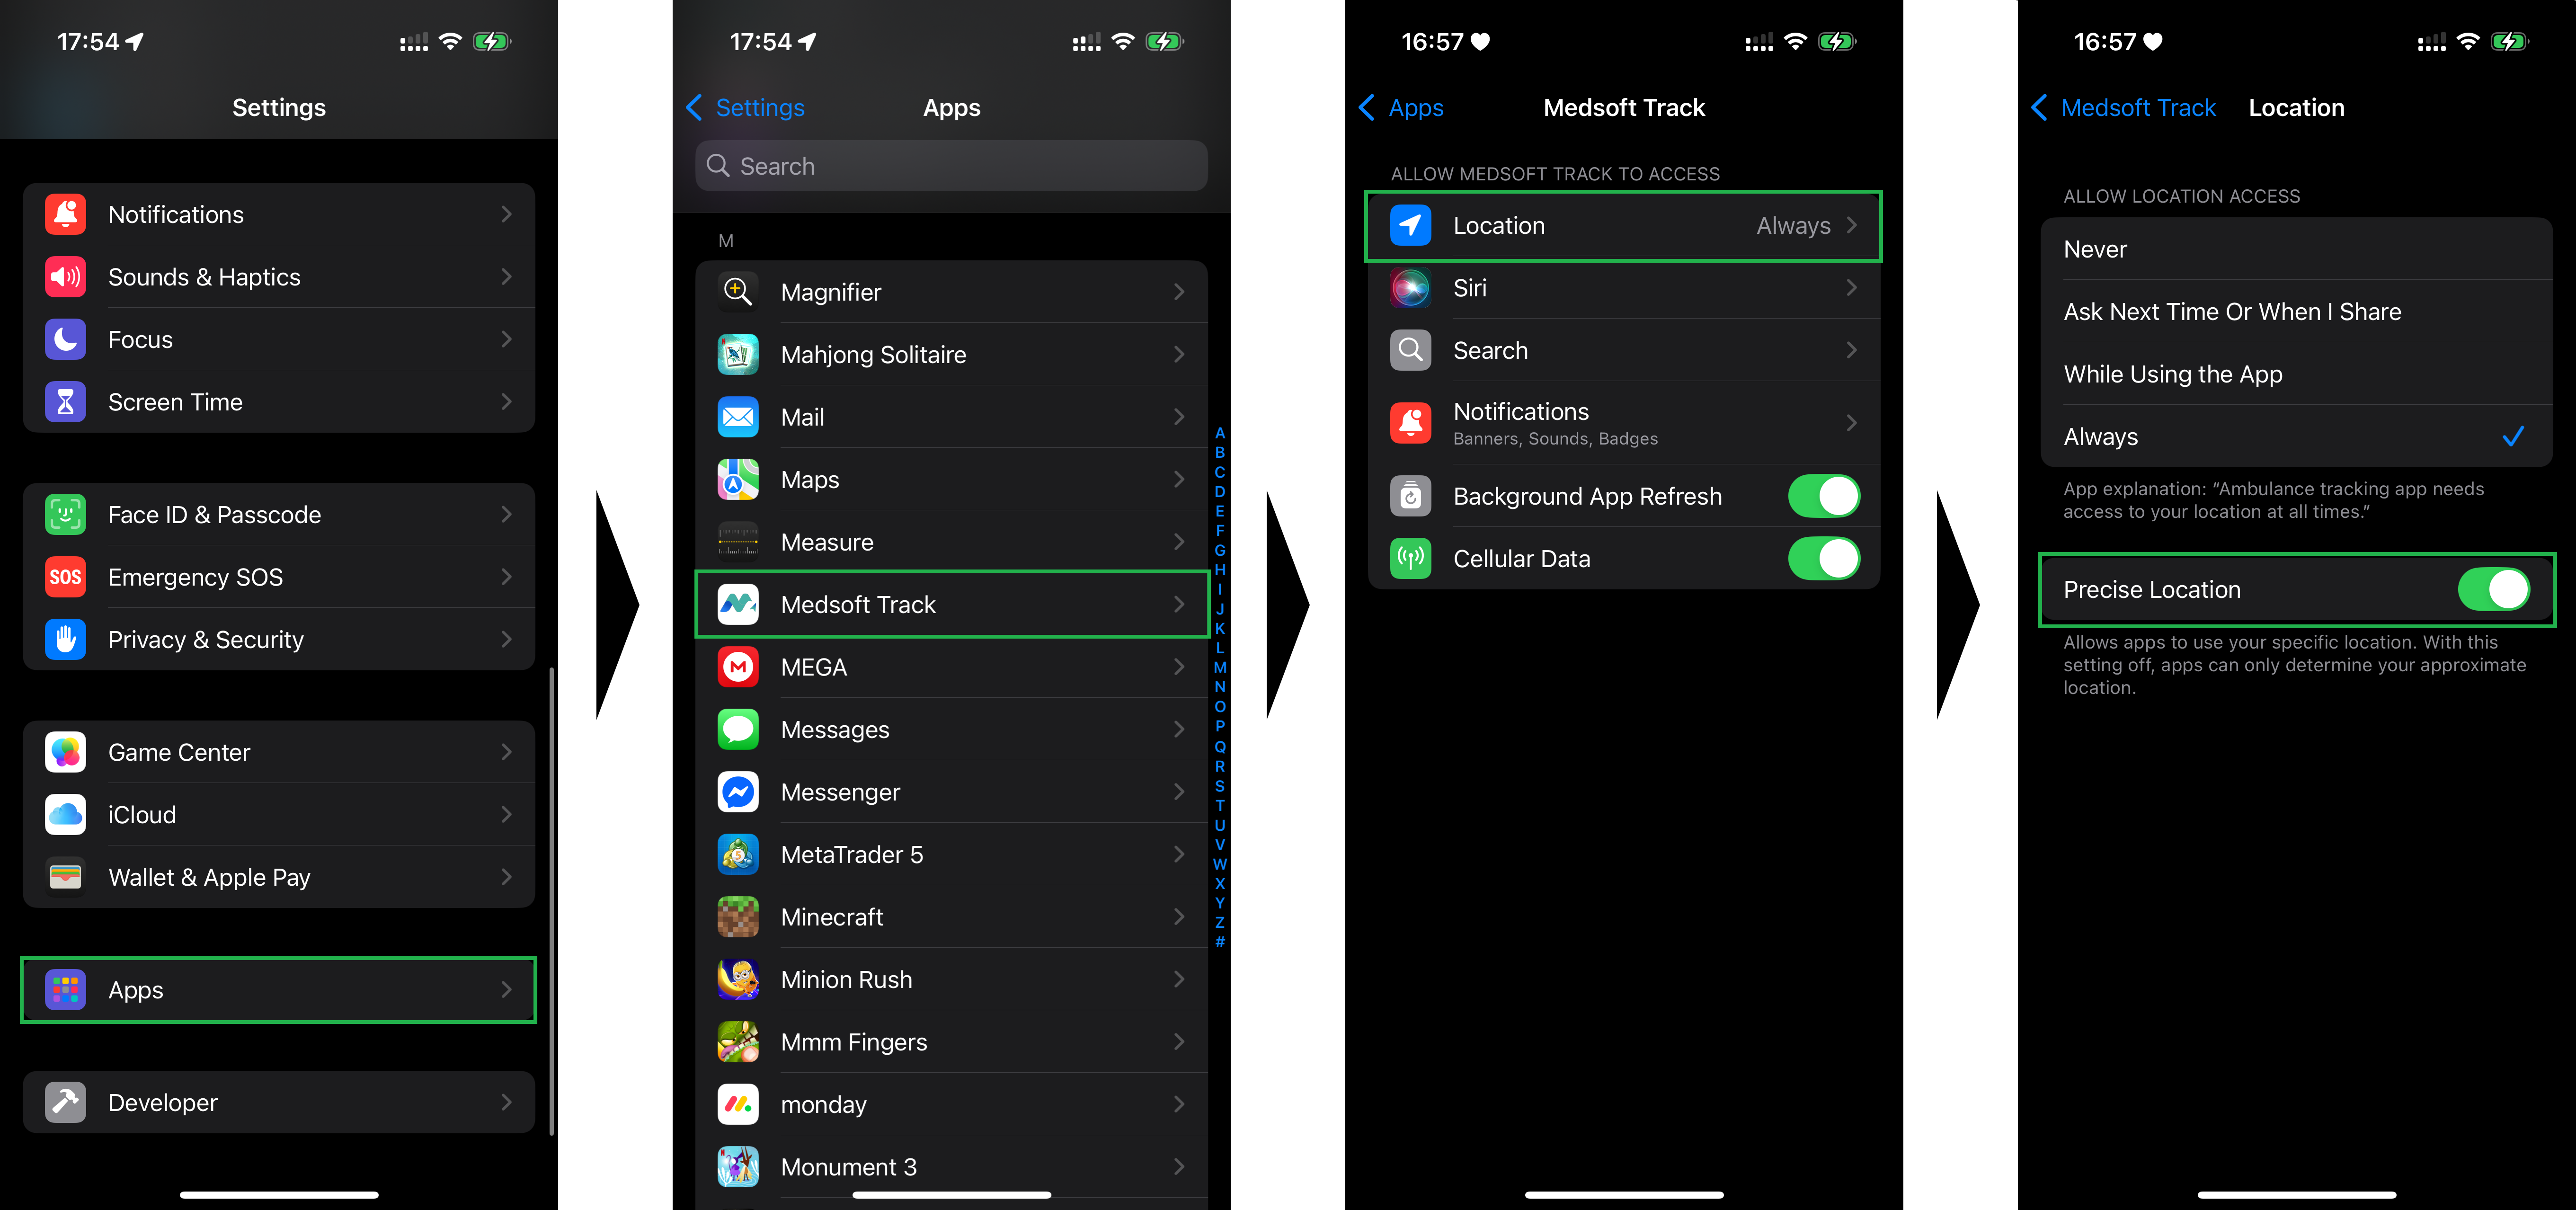 17:54
Settings
Notifications
Sounds & Haptics
Focus
Screen Time
Face ID & Passcode
SOS
Emergency SOS
Privacy & Security
Game Center
iCloud
Wallet & Apple Pay
Apps
Developer
17:54
Settings
Apps
Search
M
Magnifier
Mahjong Solitaire
Mail
Maps
Measure
Medsoft Track
MEGA
Messages
Messenger
MetaTrader 5
Minecraft
Minion Rush
Mmm Fingers
monday
Monument 3
A
B
C
D
E
F
G
H
I
J
K
L
M
N
O
P
Q
R
S
T
U
V
W
X
Y
Z
#
16:57
Apps
Medsoft Track
ALLOW MEDSOFT TRACK TO ACCESS
Location
Always
Siri
Search
Notifications
Banners, Sounds, Badges
Background App Refresh
Cellular Data
16:57
Medsoft Track
Location
ALLOW LOCATION ACCESS
Never
Ask Next Time Or When I Share
While Using the App
Always
App explanation: “Ambulance tracking app needs
access to your location at all times.”
Precise Location
Allows apps to use your specific location. With this
setting off, apps can only determine your approximate
location.